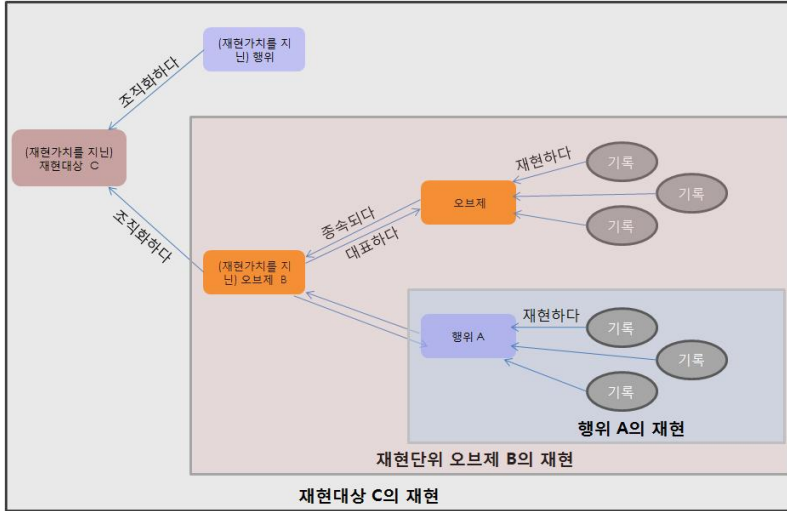 (재현가치를 지
닌) 행위
조직화하다
(재현가치를 지닌)
재현대상 C
재현하다
기록
기록
오브제
기록
종속되다
대표하다
조직화하다
(재현가치를 지
닌) 오브제 B
재현하다
기록
행위 A
기록
기록
행위 A의 재현
재현단위 오브제 B의 재현
재현대상 C의 재현